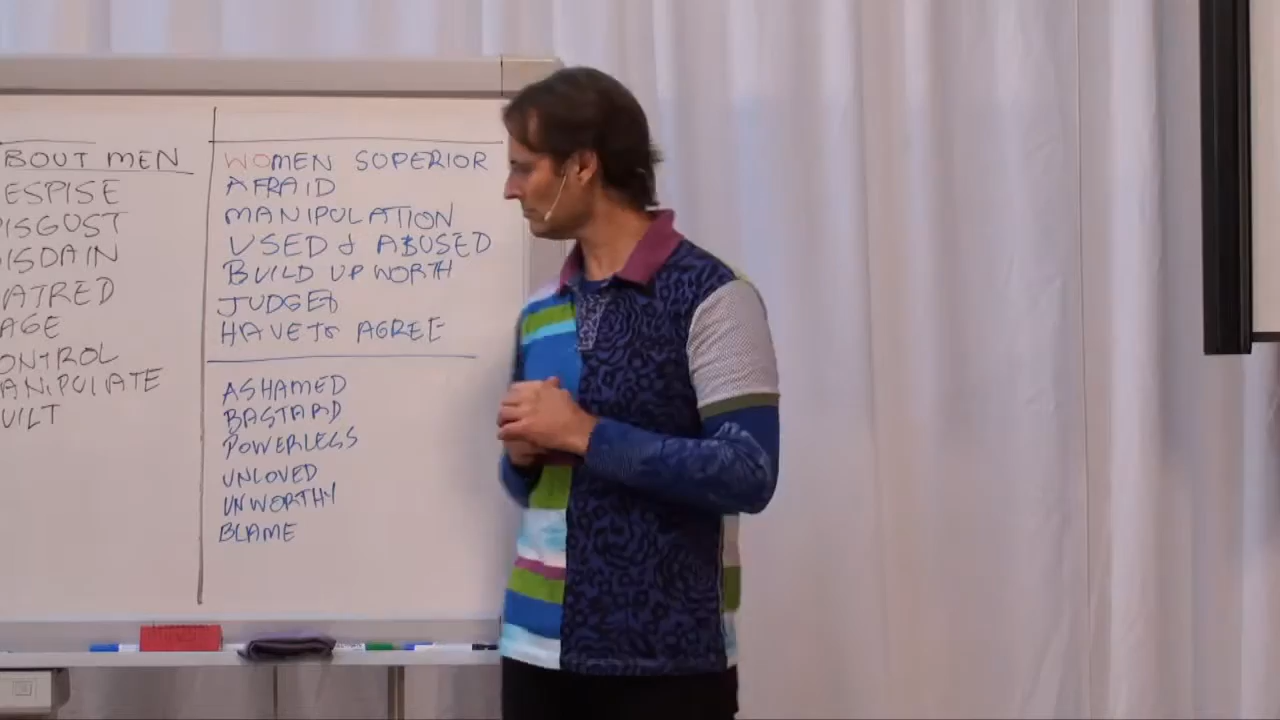 BOUT MEN
ESPISE
ISGUST
ISDAIN
ATRED
AGE
ONTROL
ANIPULATE
UILT
WOMEN SUPERIOR
AFRAID
MANIPULATION
USED & ABUSED
BUILD UP WORTH
JUDGED
HAVE TO AGREE
ASHAMED
BASTARD
POWERLESS
UNLOVED
UNWORTHY
BLAME